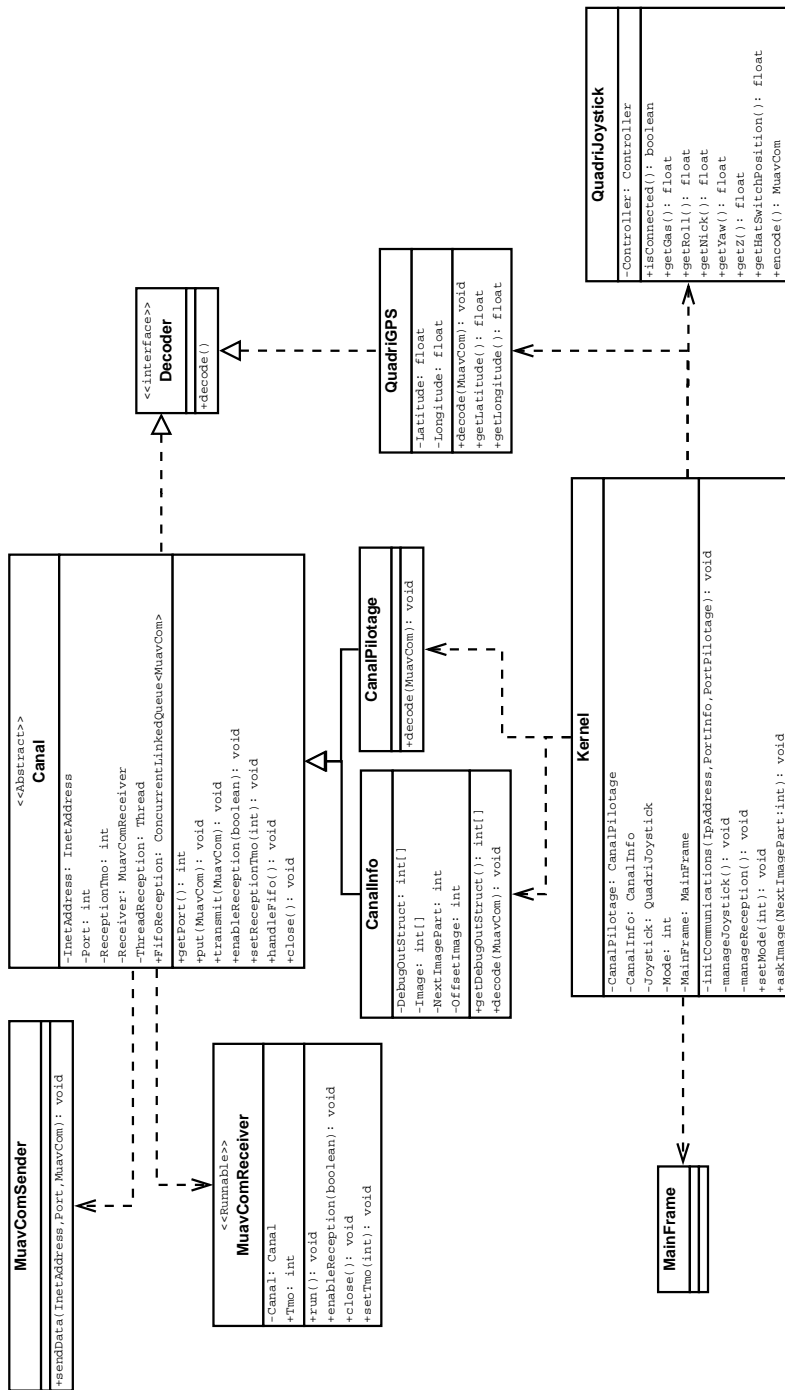 MuavComSender
+sendData(InetAddress,Port,MuavCom): void
<<Runnable>>
MuavComReceiver
-Canal: Canal
+Tmo: int
+run(): void
+enableReception(boolean): void
+close(): void
+setTmo(int): void
<<Abstract>>
Canal
-InetAddress: InetAddress
-Port: int
-ReceptionTmo: int
-Receiver: MuavComReceiver
-ThreadReception: Thread
+FifoReception: ConcurrentLinkedQueue<MuavCom>
+getPort(): int
+put(MuavCom): void
+transmit(MuavCom): void
+enableReception(boolean): void
+setReceptionTmo(int): void
+handleFifo(): void
+close(): void
<<interface>>
Decoder
+decode()
CanalInfo
-DebugOutStruct: int[]
-Image: int[]
-NextImagePart: int
-OffsetImage: int
+getDebugOutStruct(): int[]
+decode(MuavCom): void
CanalPilotage
+decode(MuavCom): void
QuadriGPS
-Latitude: float
-Longitude: float
+decode(MuavCom): void
+getLatitude(): float
+getLongitude(): float
MainFrame
Kernel
-CanalPilotage: CanalPilotage
-CanalInfo: CanalInfo
-Joystick: QuadriJoystick
-Mode: int
-MainFrame: MainFrame
-initCommunications(IpAddress,PortInfo,PortPilotage): void
-manageJoystick(): void
-manageReception(): void
+setMode(int): void
+askImage(NextImagePart:int): void
QuadriJoystick
-Controller: Controller
+isConnected(): boolean
+getGas(): float
+getRoll(): float
+getNick(): float
+getYaw(): float
+getZ(): float
+getHatSwitchPosition(): float
+encode(): MuavCom